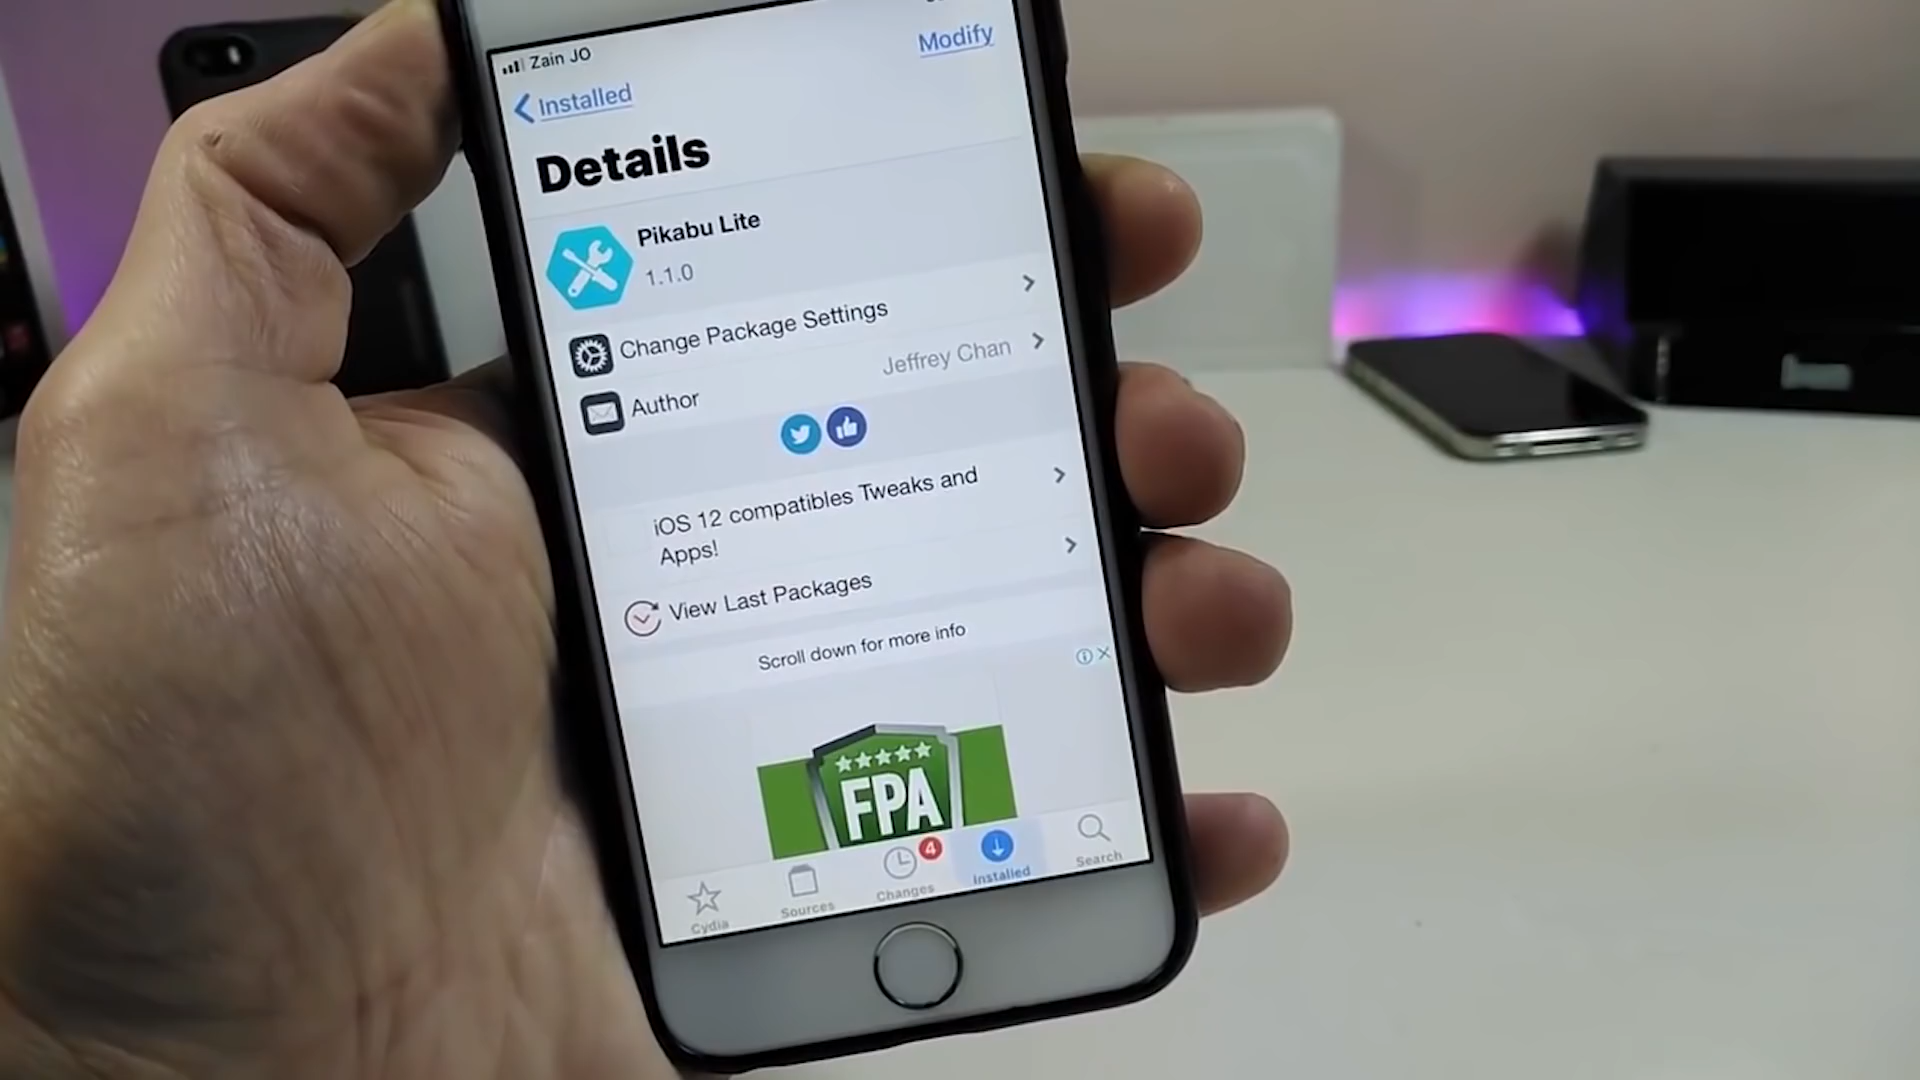 Zain JO
Modify
Installed
Details
Pikabu Lite
1.1.0
Change Package Settings
Author
Jeffrey Chan
iOS 12 compatibles Tweaks and
Apps!
View Last Packages
Scroll down for more info
FPA
Cydia
Sources
Changes
4
Installed
Search